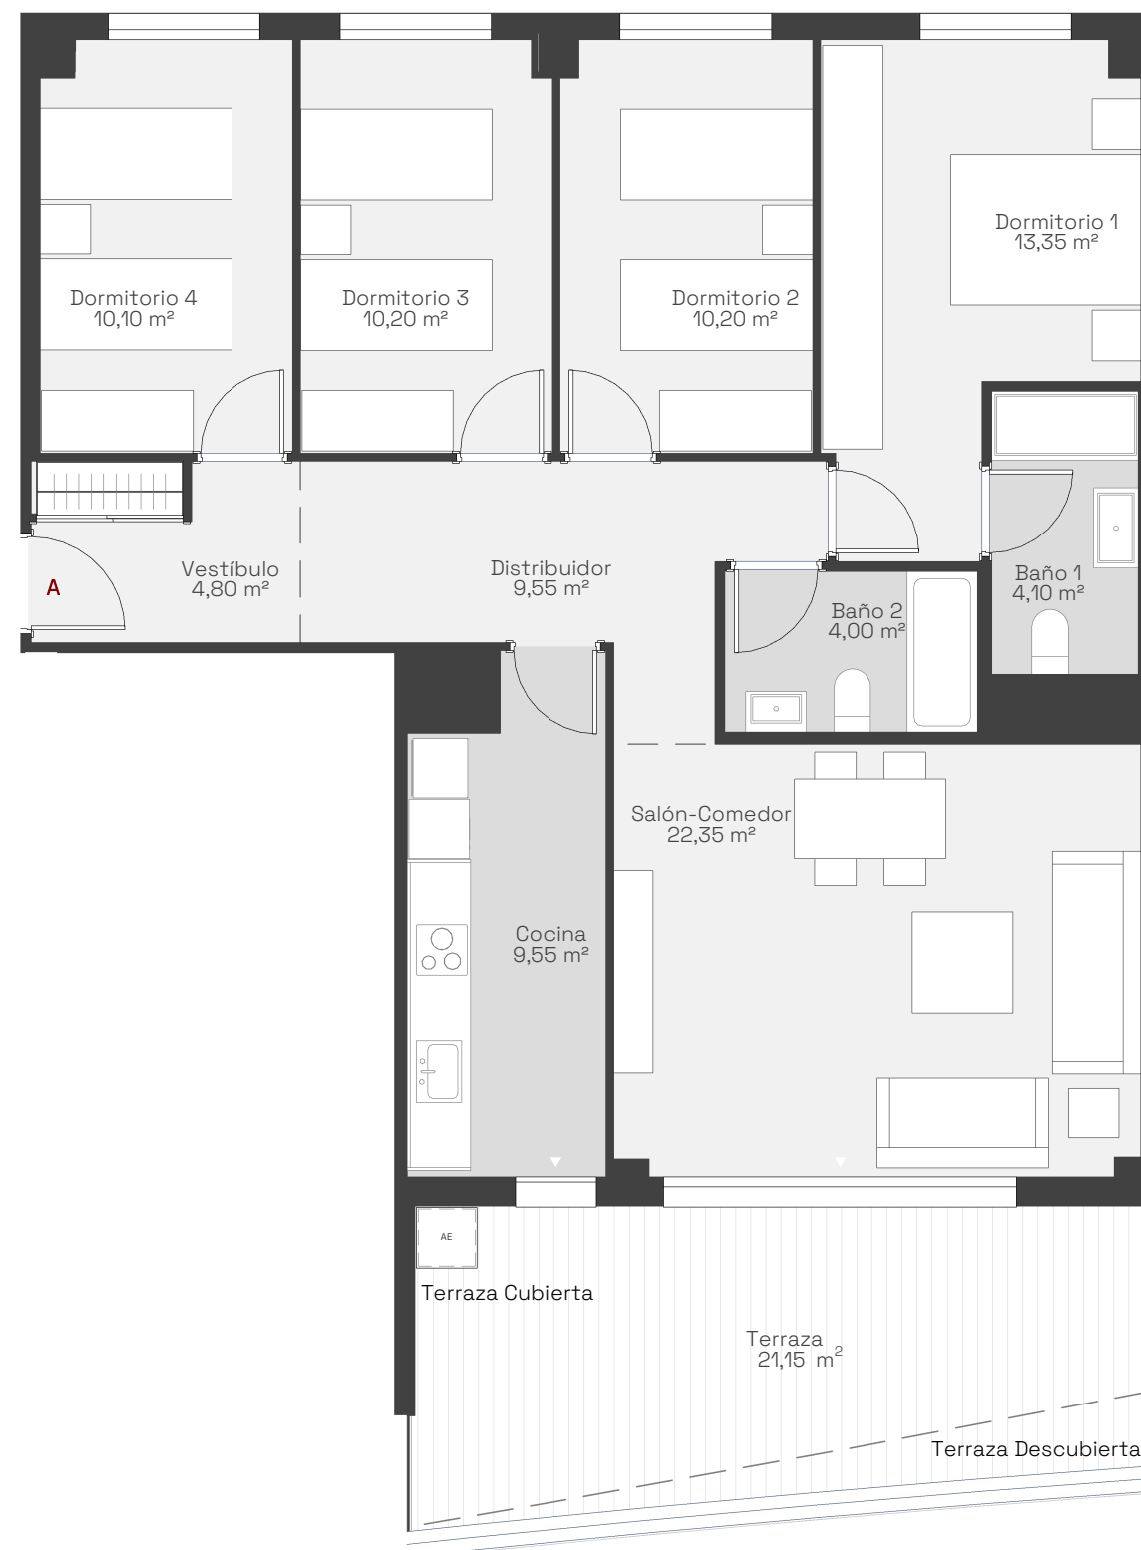 Dormitorio 1
13,35 m²
Dormitorio 4
10,10 m²
Dormitorio 3
10,20 m²
Dormitorio 2
10,20 m²
A
Vestíbulo
4,80 m²
Distribuidor
9,55 m²
Baño 1
4,10 m²
Baño 2
4,00 m²
Salón-Comedor
22,35 m²
Cocina
9,55 m²
AE
Terraza Cubierta
Terraza
21,15 m²
Terraza Descubierta